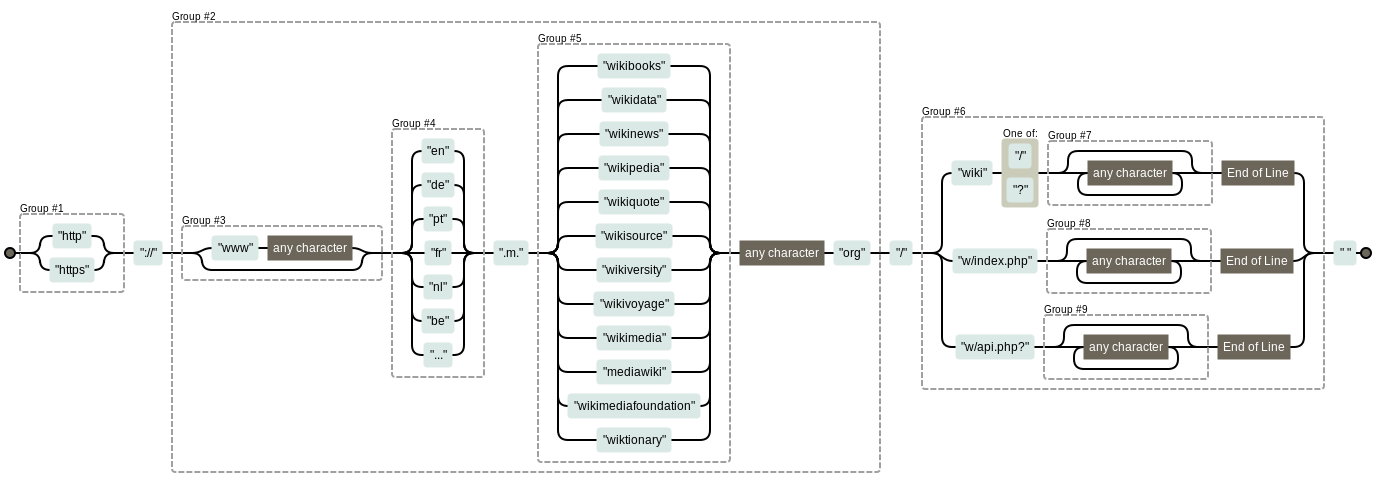 Group #1
"http"
"https"
"://"
Group #2
Group #3
"www"
any character
Group #4
"en"
"de"
"pt"
"fr"
"nl"
"be"
"..."
".m."
Group #5
"wikibooks"
"wikidata"
"wikinews"
"wikipedia"
"wikiquote"
"wikisource"
"wikiversity"
"wikivoyage"
"wikimedia"
"mediawiki"
"wikimediafoundation"
"wiktionary"
any character
"org"
"/"
Group #6
"wiki"
One of:
"/"
"?"
Group #7
any character
End of Line
"w/index.php"
Group #8
any character
End of Line
"w/api.php?"
Group #9
any character
End of Line
" "